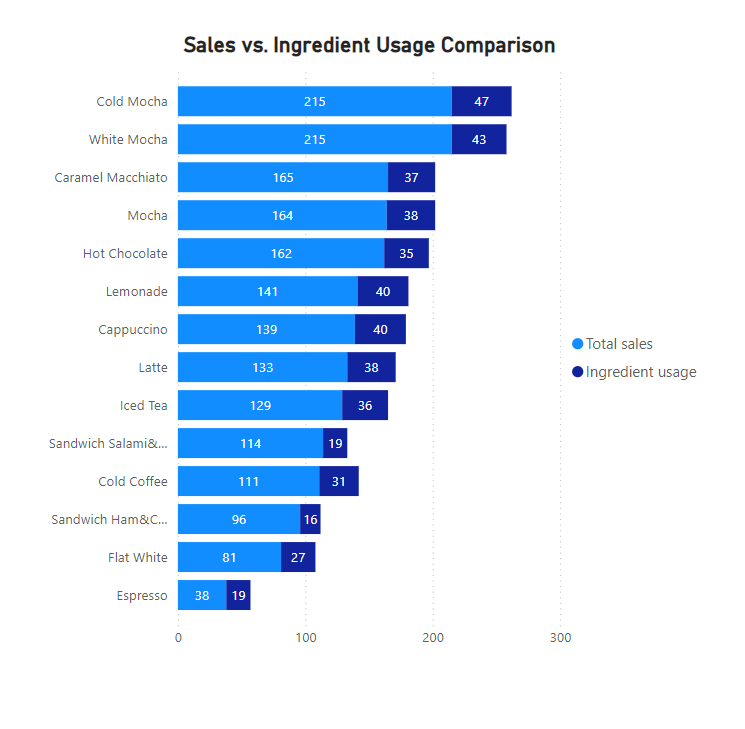 Sales vs. Ingredient Usage Comparison
Cold Mocha 215 47
White Mocha 215 43
Caramel Macchiato 165 37
Mocha 164 38
Hot Chocolate 162 35
Lemonade 141 40
Cappuccino 139 40
Latte 133 38
Iced Tea 129 36
Sandwich Salami&... 114 19
Cold Coffee 111 31
Sandwich Ham&C... 96 16
Flat White 81 27
Espresso 38 19
0 100 200 300
Total sales
Ingredient usage